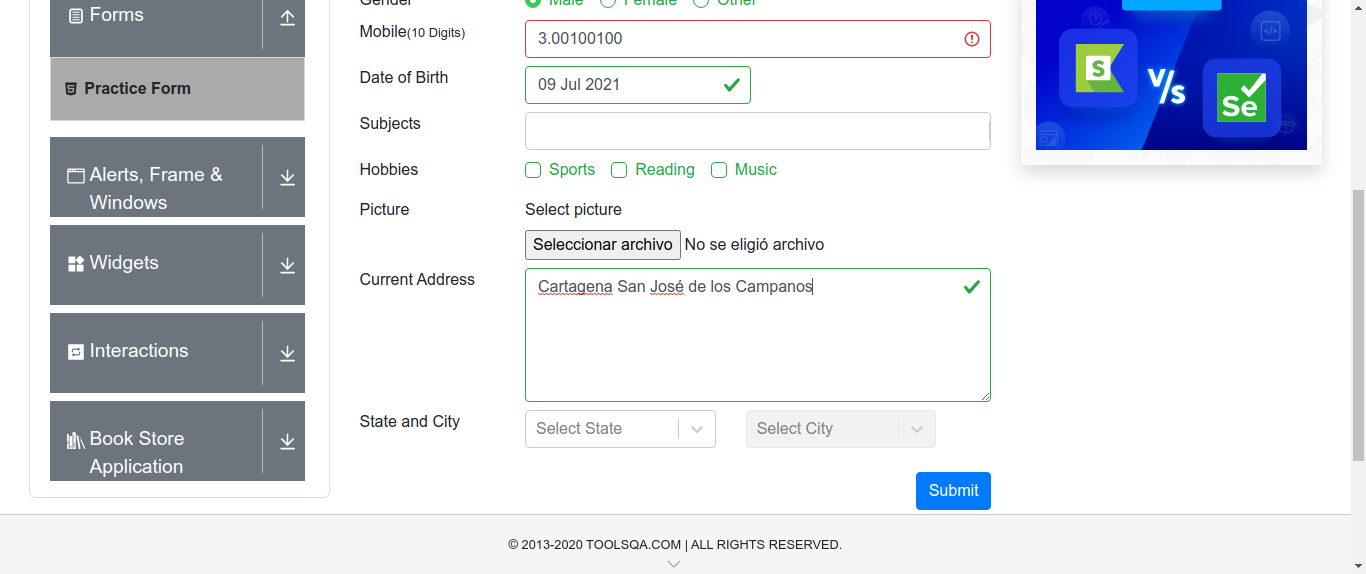 Forms
Practice Form
Alerts, Frame &
Windows
Widgets
Interactions
Book Store
Application
Gender
Male Female Other
Mobile(10 Digits)
3.00100100
Date of Birth
09 Jul 2021
Subjects
Hobbies
Sports Reading Music
Picture
Select picture
Seleccionar archivo No se eligió archivo
Current Address
Cartagena San José de los Campanos
State and City
Select State
Select City
Submit
S
V/s
Se
© 2013-2020 TOOLSQA.COM | ALL RIGHTS RESERVED.